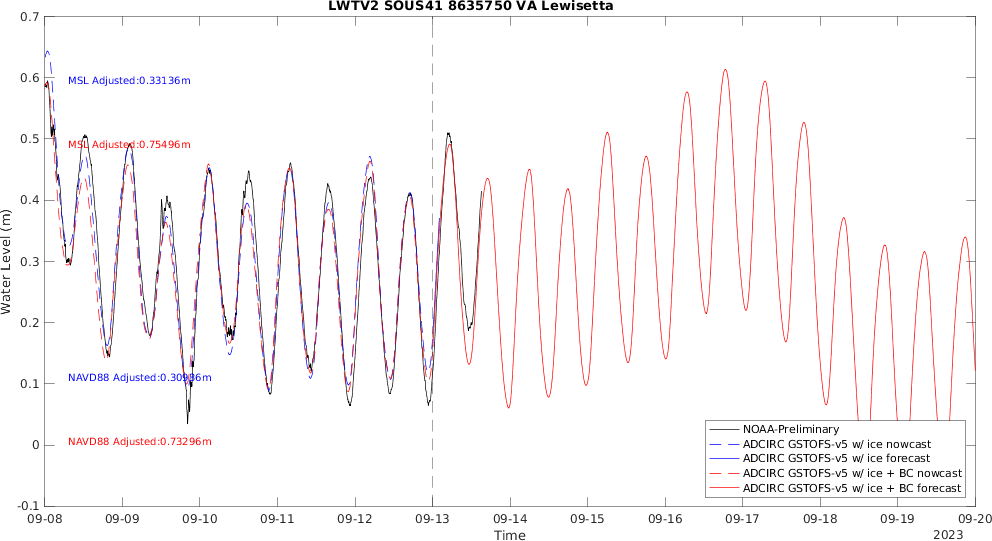 LWTV2 SOUS41 8635750 VA Lewisetta
0.7
0.6
0.5
0.4
0.3
0.2
0.1
0
-0.1
Water Level (m)
MSL Adjusted:0.33136m
MSL Adjusted:0.75496m
NAVD88 Adjusted:0.30936m
NAVD88 Adjusted:0.73296m
NOAA-Preliminary
ADCIRC GSTOFS-v5 w/ ice nowcast
ADCIRC GSTOFS-v5 w/ ice forecast
ADCIRC GSTOFS-v5 w/ ice + BC nowcast
ADCIRC GSTOFS-v5 w/ ice + BC forecast
09-08 09-09 09-10 09-11 09-12 09-13 09-14 09-15 09-16 09-17 09-18 09-19 09-20
Time
2023